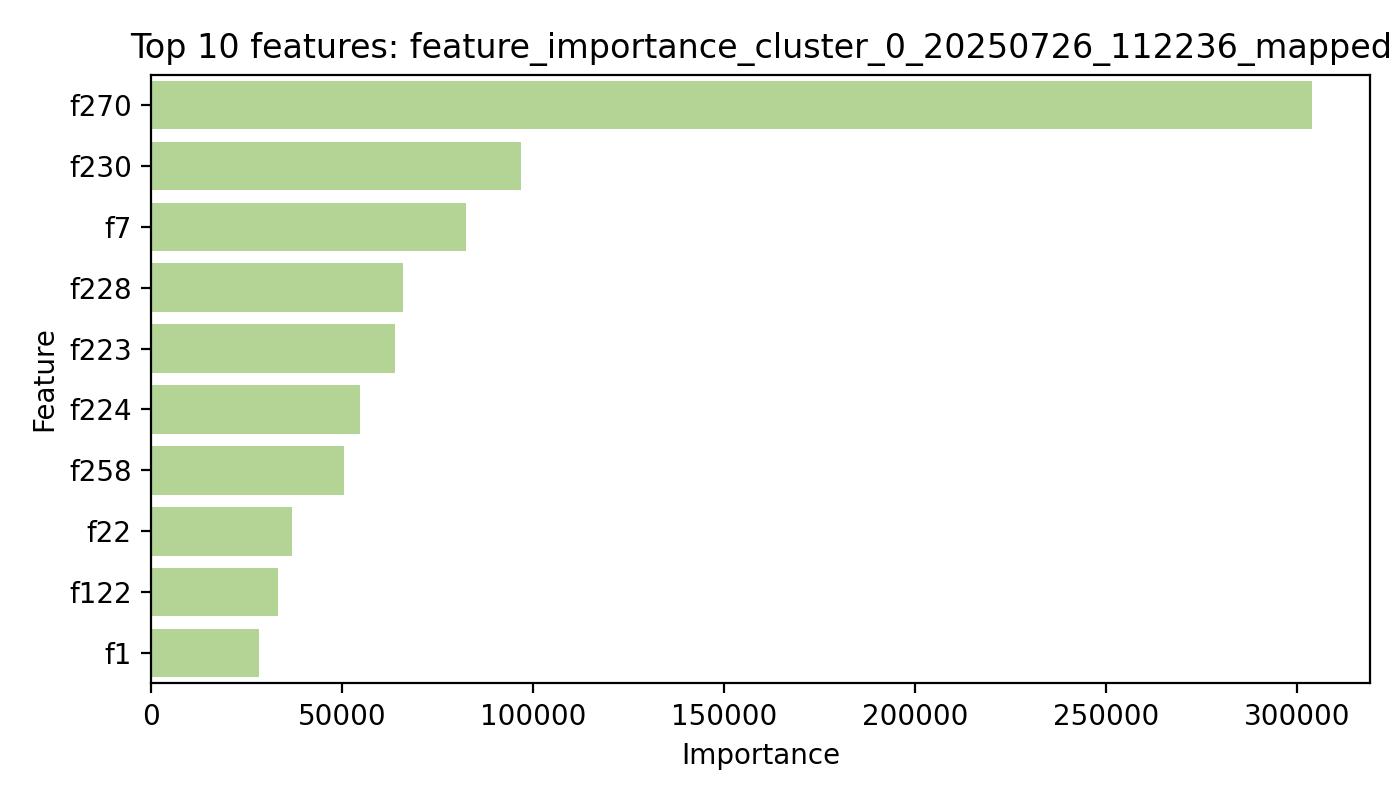 Top 10 features: feature_importance_cluster_0_20250726_112236_mapped
f270
f230
f7
f228
f223
f224
f258
f22
f122
f1
Feature
0 50000 100000 150000 200000 250000 300000
Importance